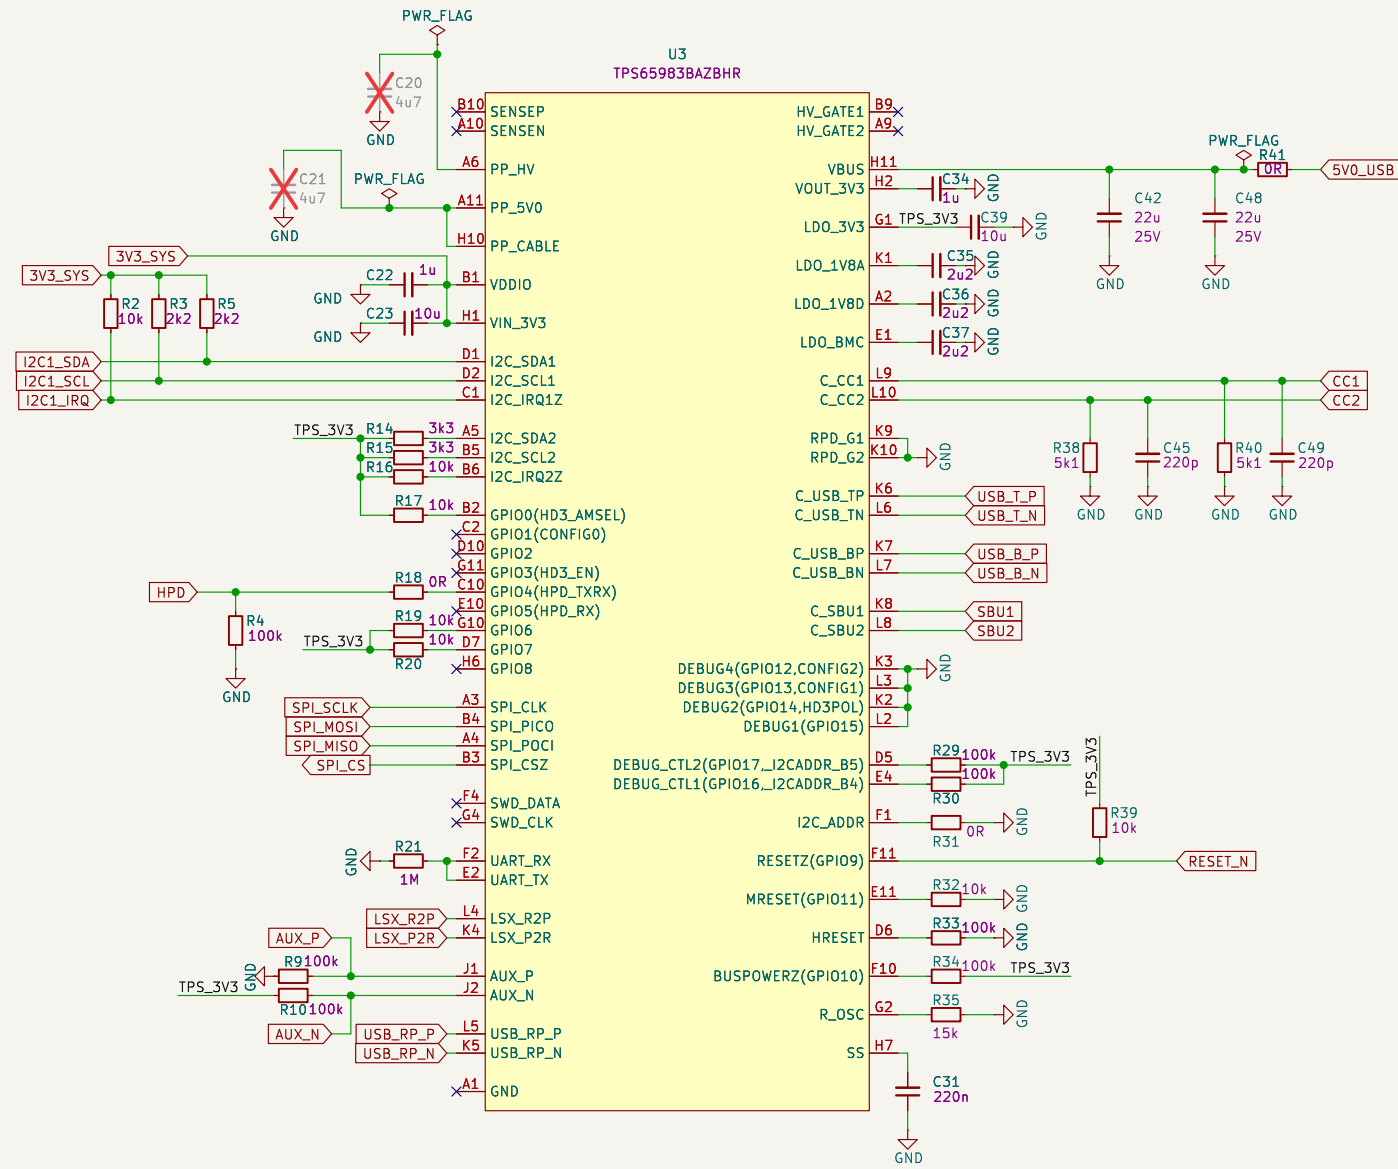 PWR_FLAG
U3
TPS65983BAZBHR
C20
4u7
GND
B10 SENSEP
A10 SENSEN
A6 PP_HV
C21
4u7
GND
PWR_FLAG
A11 PP_5V0
H10 PP_CABLE
3V3_SYS
3V3_SYS
C22 1u
GND
B1 VDDIO
C23 10u
GND
H1 VIN_3V3
R2 10k
R3 2k2
R5 2k2
I2C1_SDA
D1 I2C_SDA1
I2C1_SCL
D2 I2C_SCL1
I2C1_IRQ
C1 I2C_IRQ1Z
TPS_3V3
R14 3k3
A5 I2C_SDA2
R15 3k3
B5 I2C_SCL2
R16 10k
B6 I2C_IRQ2Z
R17 10k
B2 GPIO0(HD3_AMSEL)
C2 GPIO1(CONFIG0)
D10 GPIO2
G11 GPIO3(HD3_EN)
HPD
R18 0R
C10 GPIO4(HPD_TXRX)
E10 GPIO5(HPD_RX)
R4
100k
GND
R19 10k
G10 GPIO6
TPS_3V3
R20 10k
D7 GPIO7
H6 GPIO8
SPI_SCLK
A3 SPI_CLK
SPI_MOSI
B4 SPI_PICO
SPI_MISO
A4 SPI_POCI
SPI_CS
B3 SPI_CSZ
F4 SWD_DATA
G4 SWD_CLK
GND
R21
1M
F2 UART_RX
E2 UART_TX
LSX_R2P
L4 LSX_R2P
LSX_P2R
K4 LSX_P2R
AUX_P
GND
R9 100k
J1 AUX_P
TPS_3V3
R10 100k
J2 AUX_N
AUX_N
USB_RP_P
L5 USB_RP_P
USB_RP_N
K5 USB_RP_N
A1 GND
HV_GATE1 B9
HV_GATE2 A9
VBUS H11
PWR_FLAG
R41
0R
5V0_USB
VOUT_3V3 H2
C34
1u
GND
LDO_3V3 G1
TPS_3V3
C39
10u
GND
C42
22u
25V
GND
C48
22u
25V
GND
LDO_1V8A K1
C35
2u2
GND
LDO_1V8D A2
C36
2u2
GND
LDO_BMC E1
C37
2u2
GND
C_CC1 L9
CC1
C_CC2 L10
CC2
RPD_G1 K9
RPD_G2 K10
GND
R38
5k1
GND
C45
220p
GND
R40
5k1
GND
C49
220p
GND
C_USB_TP K6
USB_T_P
C_USB_TN L6
USB_T_N
C_USB_BP K7
USB_B_P
C_USB_BN L7
USB_B_N
C_SBU1 K8
SBU1
C_SBU2 L8
SBU2
DEBUG4(GPIO12,CONFIG2) K3
GND
DEBUG3(GPIO13,CONFIG1) L3
DEBUG2(GPIO14,HD3POL) K2
DEBUG1(GPIO15) L2
DEBUG_CTL2(GPIO17,_I2CADDR_B5) D5
R29 100k
TPS_3V3
DEBUG_CTL1(GPIO16,_I2CADDR_B4) E4
R30 100k
TPS_3V3
R39
10k
I2C_ADDR F1
R31 0R
GND
RESETZ(GPIO9) F11
RESET_N
MRESET(GPIO11) E11
R32 10k
GND
HRESET D6
R33 100k
GND
BUSPOWERZ(GPIO10) F10
R34 100k
TPS_3V3
R_OSC G2
R35
15k
GND
SS H7
C31
220n
GND